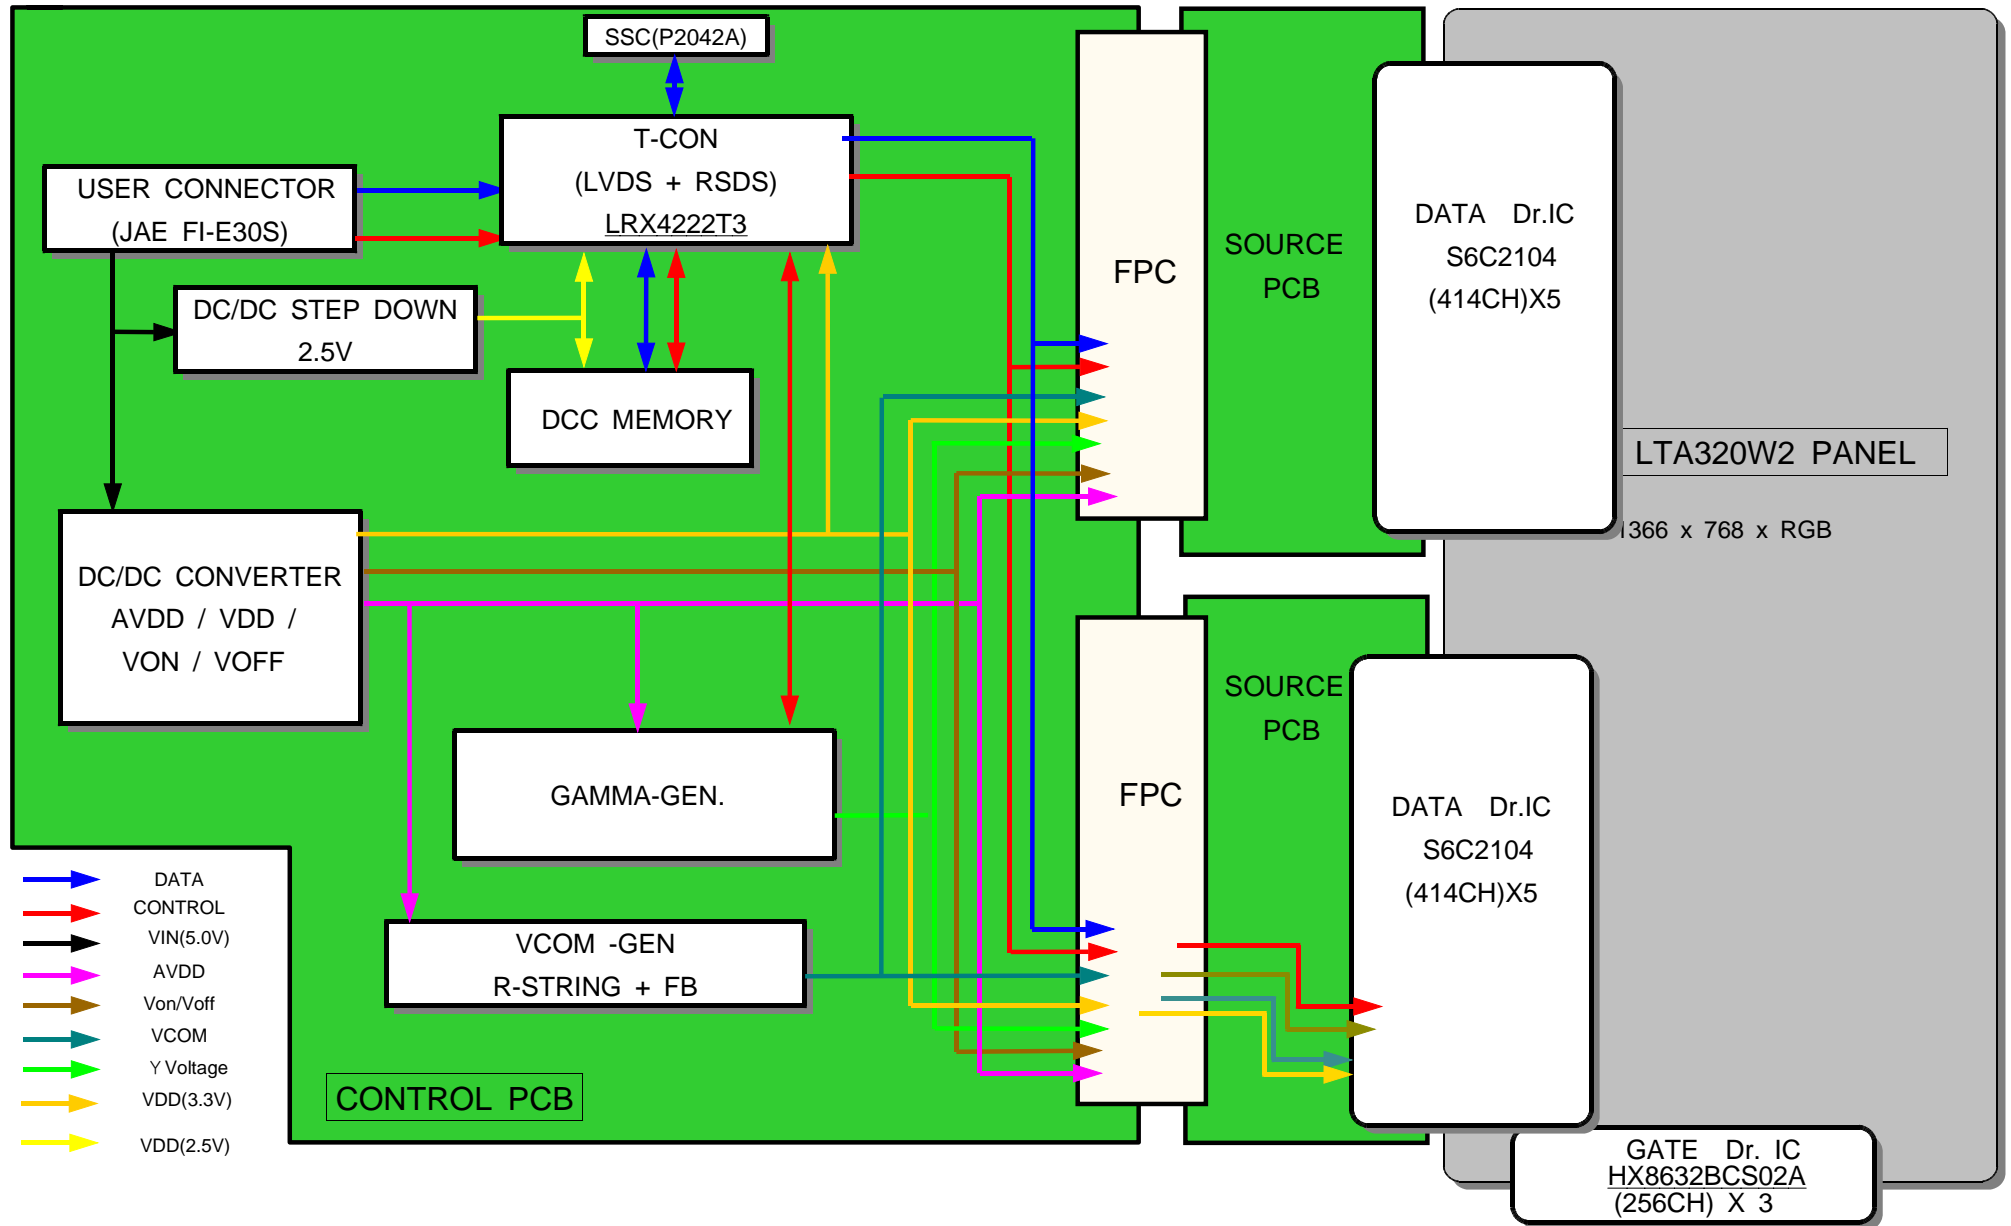 SSC(P2042A)
T-CON
(LVDS + RSDS)
LRX4222T3
USER CONNECTOR
(JAE FI-E30S)
DC/DC STEP DOWN
2.5V
DCC MEMORY
DC/DC CONVERTER
AVDD / VDD /
VON / VOFF
GAMMA-GEN.
VCOM -GEN
R-STRING + FB
CONTROL PCB
FPC
SOURCE
PCB
DATA Dr.IC
S6C2104
(414CH)X5
LTA320W2 PANEL
1366 x 768 x RGB
FPC
SOURCE
PCB
DATA Dr.IC
S6C2104
(414CH)X5
GATE Dr. IC
HX8632BCS02A
(256CH) X 3
DATA
CONTROL
VIN(5.0V)
AVDD
Von/Voff
VCOM
Υ Voltage
VDD(3.3V)
VDD(2.5V)